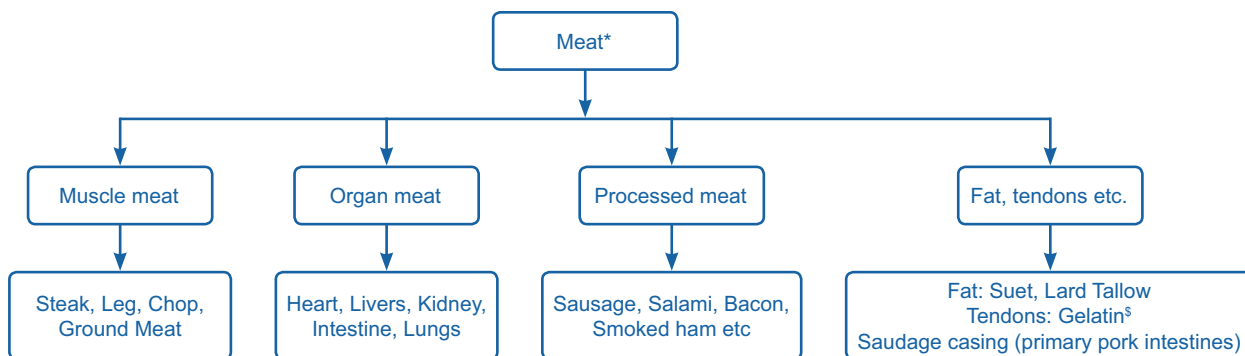 Meat*
Muscle meat
Organ meat
Processed meat
Fat, tendons etc.
Steak, Leg, Chop,
Ground Meat
Heart, Livers, Kidney,
Intestine, Lungs
Sausage, Salami, Bacon,
Smoked ham etc
Fat: Suet, Lard Tallow
Tendons: Gelatin$
Saudage casing (primary pork intestines)